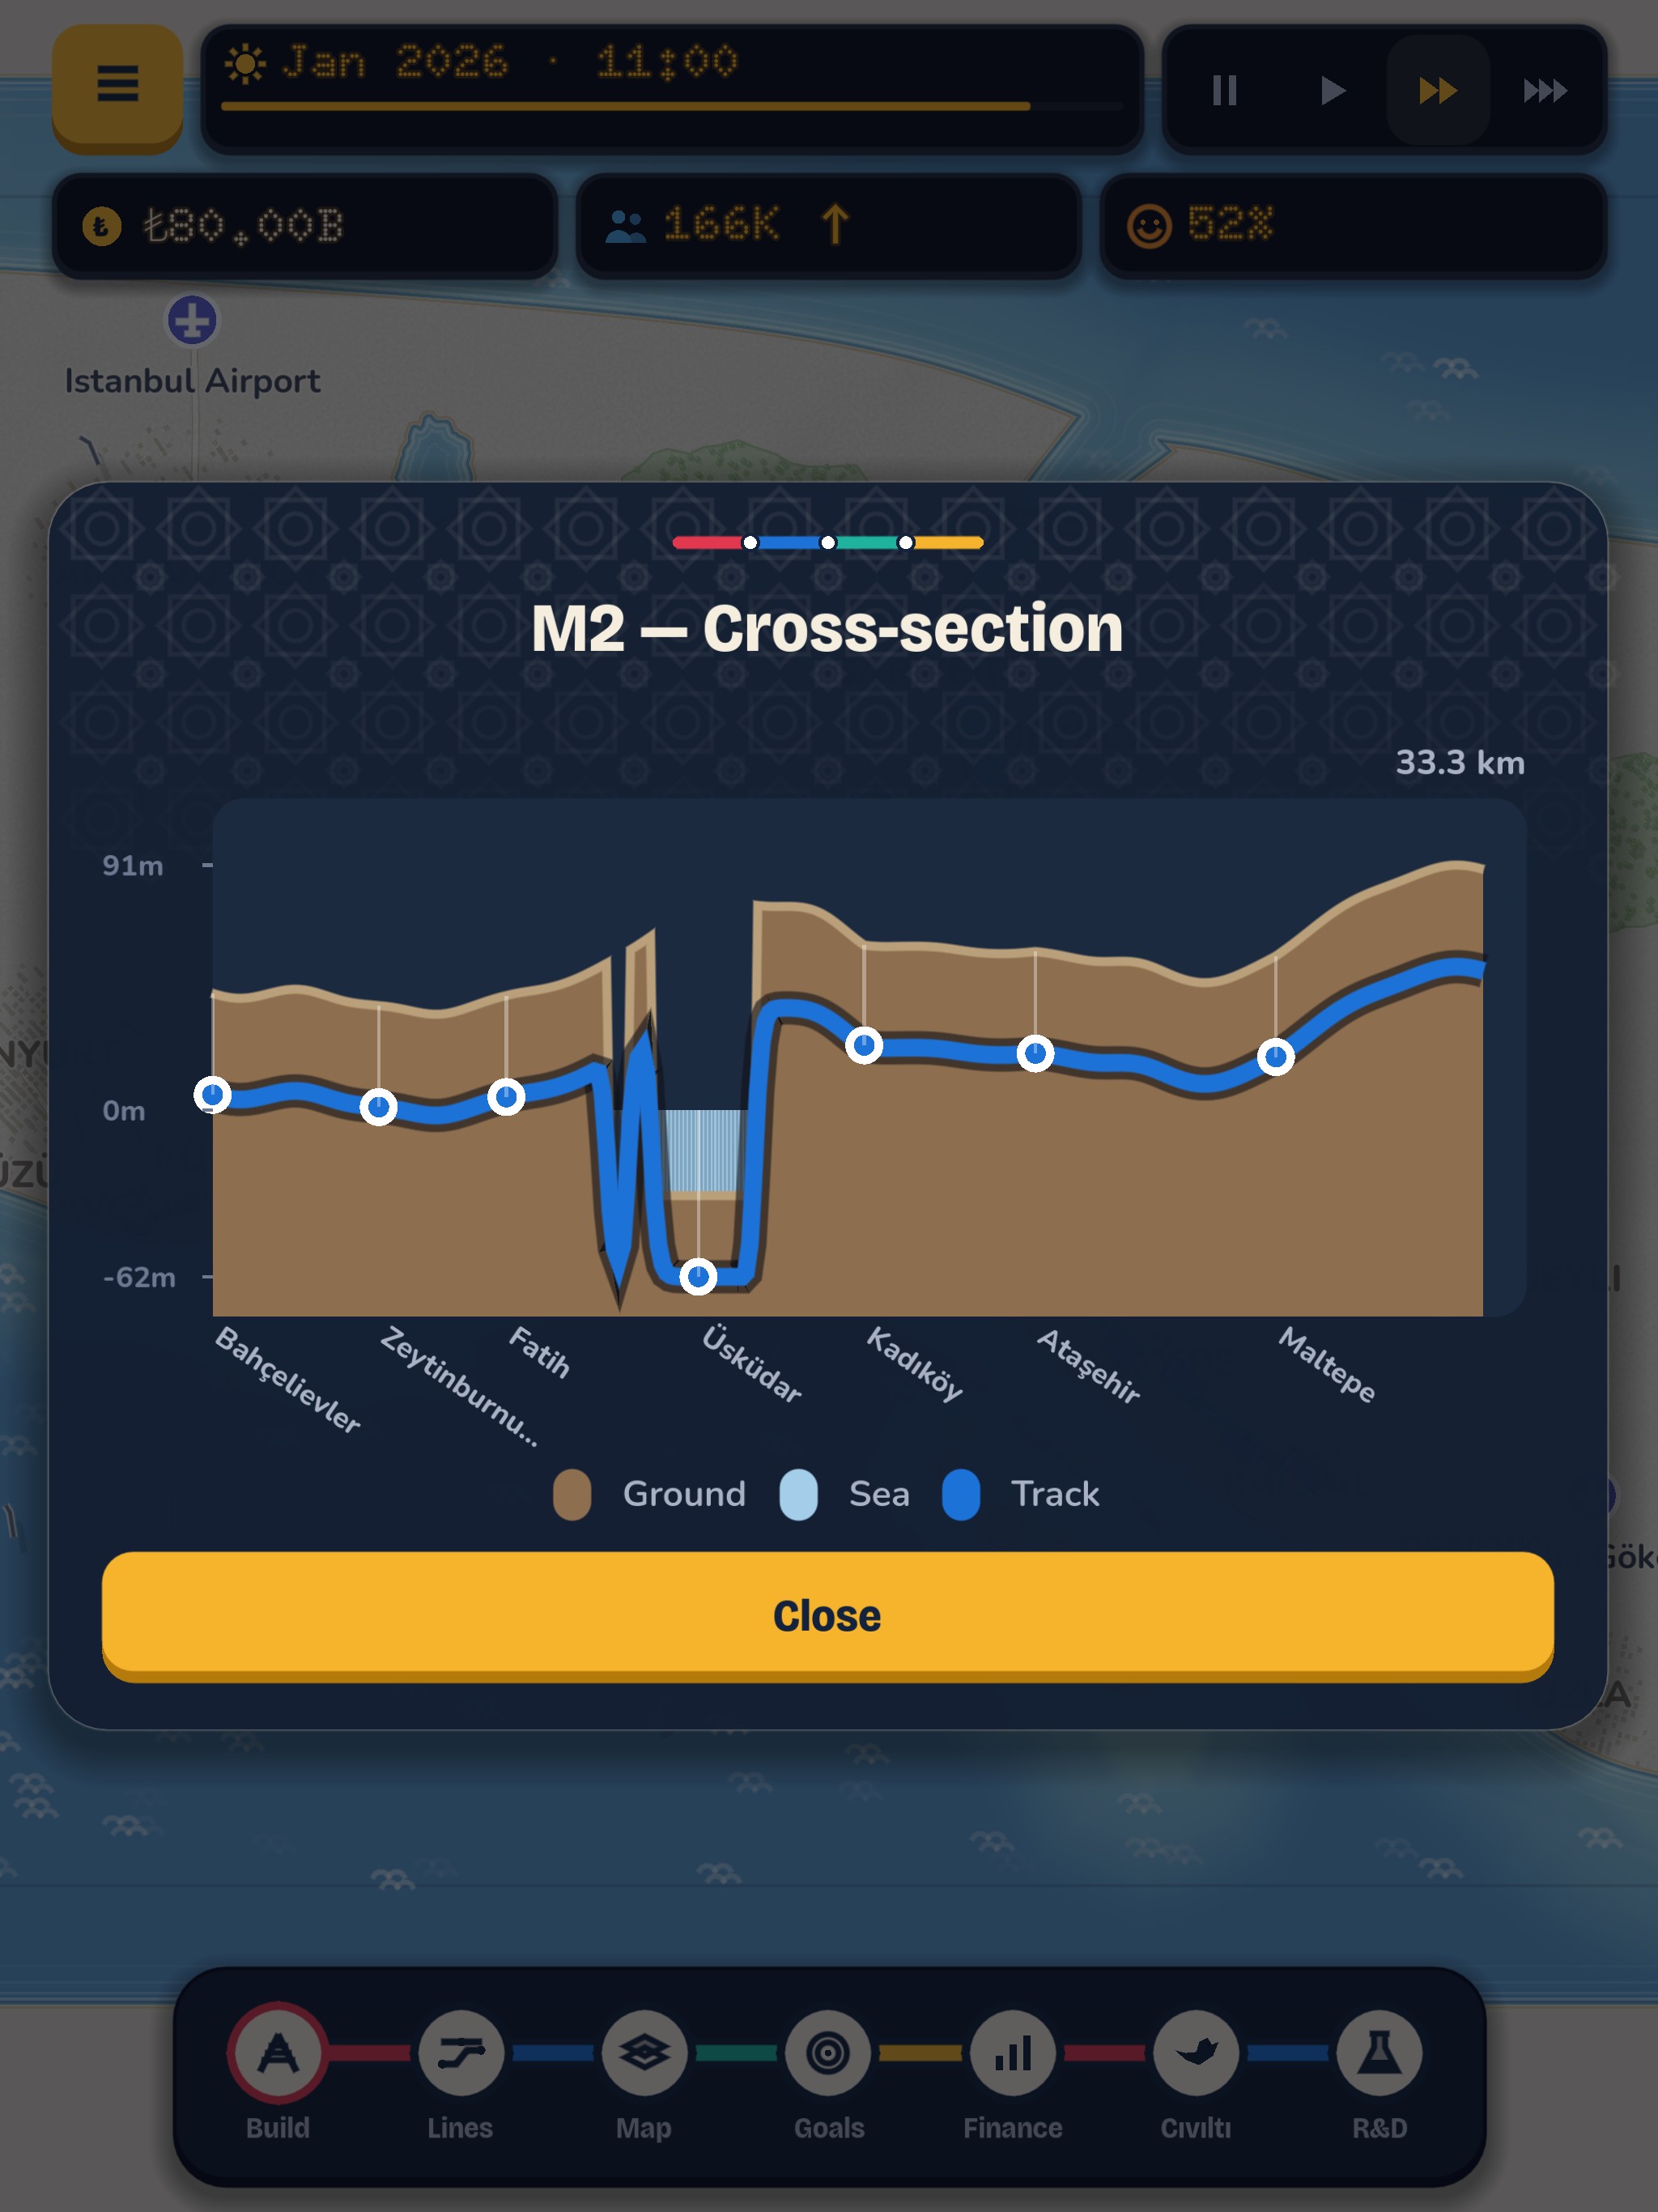 Jan 2026 · 11:00
₺80.00B
166K ↑
52%
Istanbul Airport
M2 — Cross-section
33.3 km
91m
0m
-62m
Bahçelievler
Zeytinburnu...
Fatih
Üsküdar
Kadıköy
Ataşehir
Maltepe
Ground
Sea
Track
Close
Build
Lines
Map
Goals
Finance
Cıvıltı
R&D